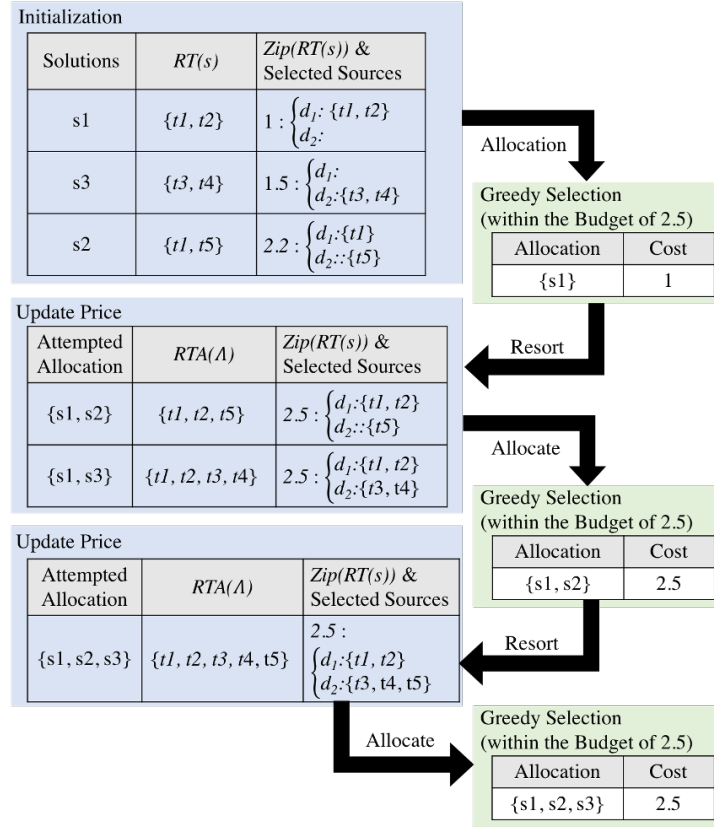 Initialization
Solutions RT(s) Zip(RT(s)) &
Selected Sources
s1 {t1, t2} 1 : {d1: {t1, t2}
d2:
s3 {t3, t4} 1.5 : {d1:
d2:{t3, t4}
s2 {t1, t5} 2.2 : {d1:{t1}
d2::{t5}
Allocation
Greedy Selection
(within the Budget of 2.5)
Allocation Cost
{s1} 1
Resort
Update Price
Attempted
Allocation RTA(Λ) Zip(RT(s)) &
Selected Sources
{s1, s2} {t1, t2, t5} 2.5 : {d1:{t1, t2}
d2::{t5}
{s1, s3} {t1, t2, t3, t4} 2.5 : {d1:{t1, t2}
d2:{t3, t4}
Allocate
Greedy Selection
(within the Budget of 2.5)
Allocation Cost
{s1, s2} 2.5
Resort
Update Price
Attempted
Allocation RTA(Λ) Zip(RT(s)) &
Selected Sources
{s1, s2, s3} {t1, t2, t3, t4, t5} 2.5 :
{d1:{t1, t2}
d2:{t3, t4, t5}
Allocate
Greedy Selection
(within the Budget of 2.5)
Allocation Cost
{s1, s2, s3} 2.5